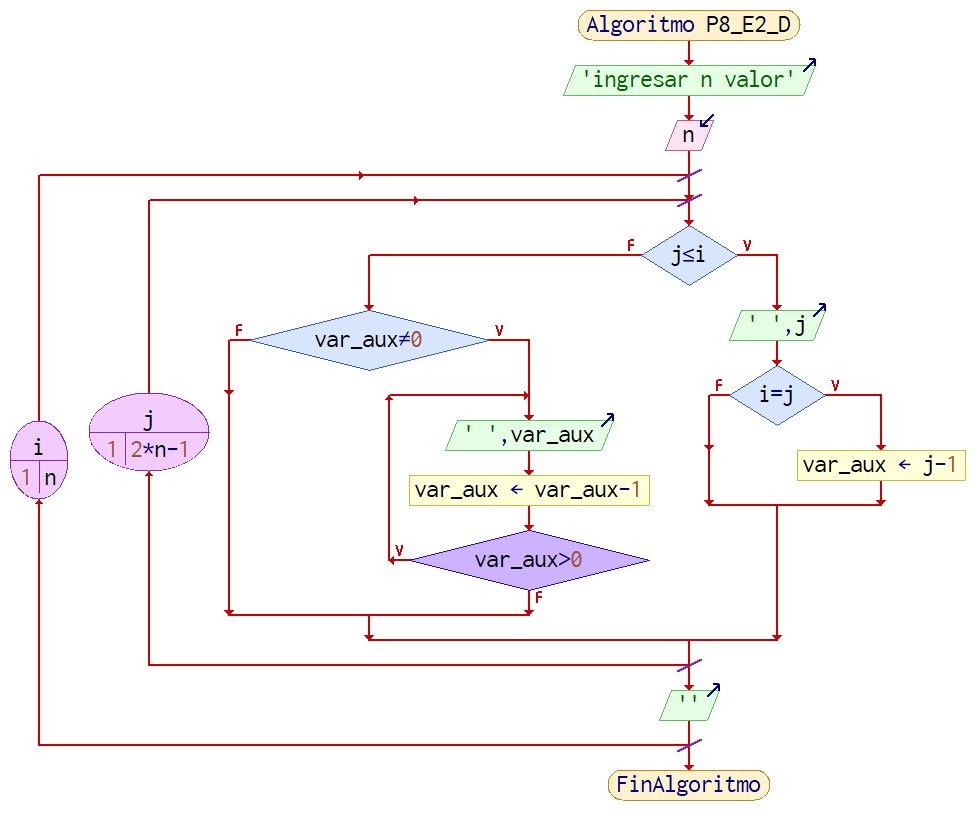 Algoritmo P8_E2_D
'ingresar n valor'
n
F
j≤i
V
' ',j
F
var_aux≠0
V
F
i=j
V
j
1
2*n-1
i
1
n
' ',var_aux
var_aux ← var_aux-1
var_aux ← j-1
V
var_aux>0
F
''
FinAlgoritmo